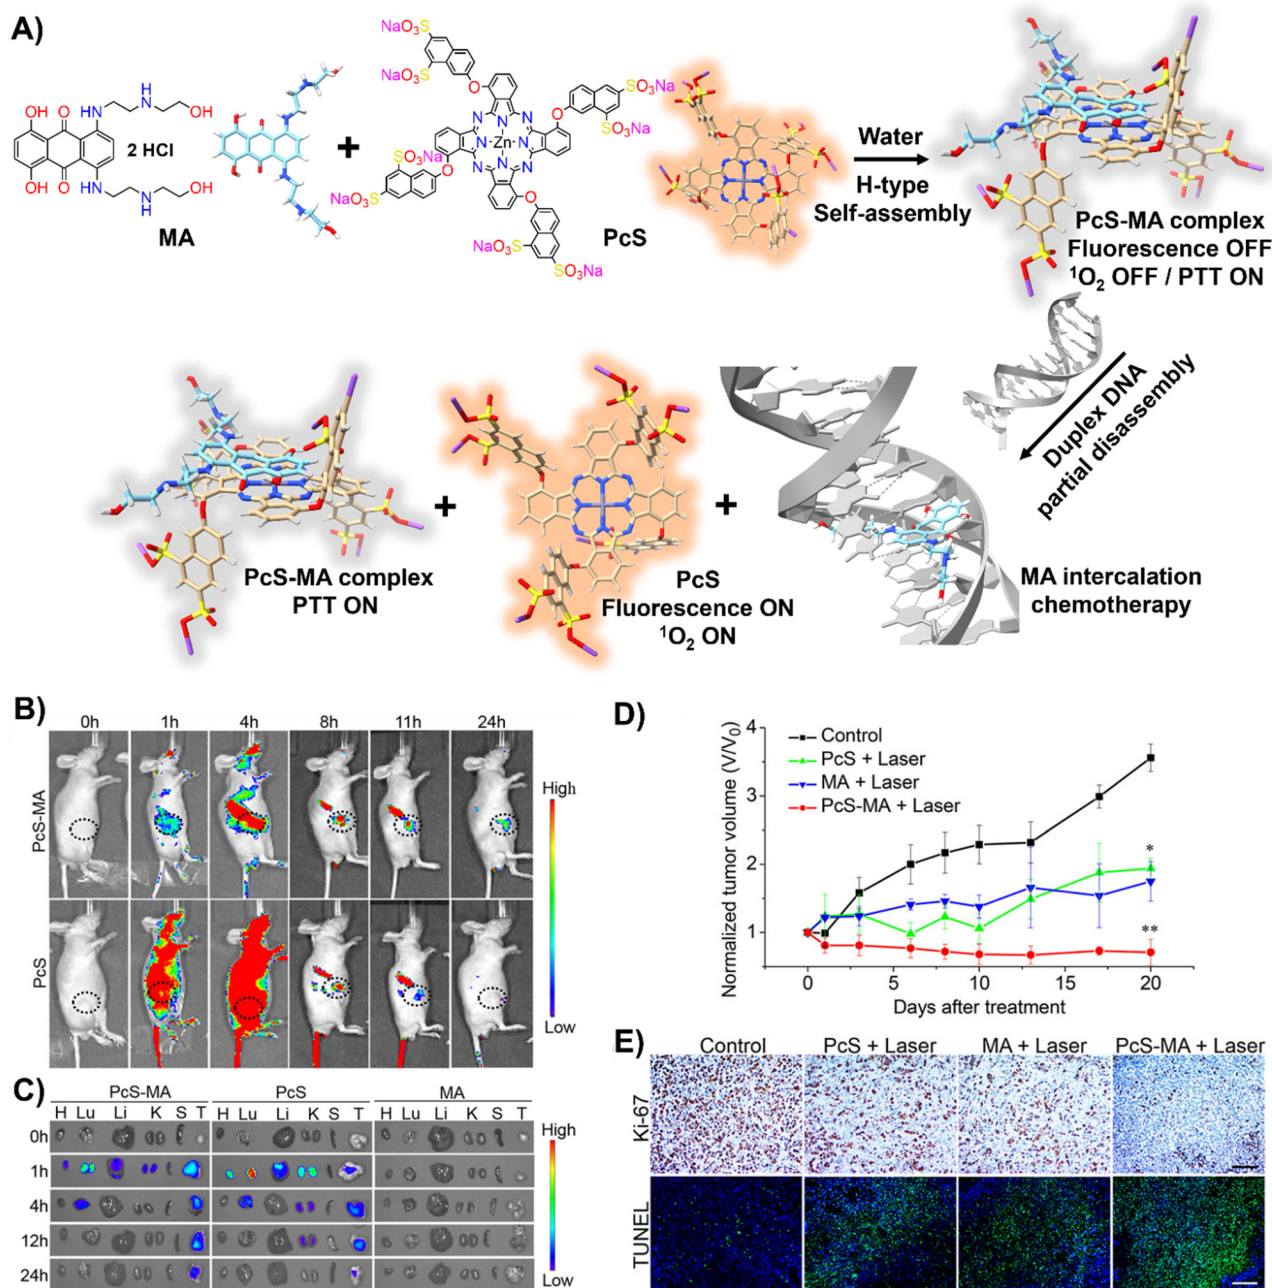 A)
OH O HN H N OH
OH O HN N H OH
2 HCl
MA
+
NaO3S
NaO3S
SO3Na
SO3Na
NaO3S
NaO3S
SO3Na
SO3Na
O
O
O
O
N N N
N Zn N
N N N
PcS
Water
H-type
Self-assembly
PcS-MA complex
Fluorescence OFF
1O2 OFF / PTT ON
Duplex DNA
partial disassembly
PcS-MA complex
PTT ON
+
PcS
Fluorescence ON
1O2 ON
+
MA intercalation
chemotherapy
B)
0h 1h 4h 8h 11h 24h
PcS-MA
PcS
High
Low
C)
PcS-MA PcS MA
H Lu Li K S T H Lu Li K S T H Lu Li K S T
0h
1h
4h
12h
24h
High
Low
D)
Normalized tumor volume (V/V0)
4
3
2
1
Control
PcS + Laser
MA + Laser
PcS-MA + Laser
*
**
0 5 10 15 20
Days after treatment
E)
Control PcS + Laser MA + Laser PcS-MA + Laser
Ki-67
TUNEL